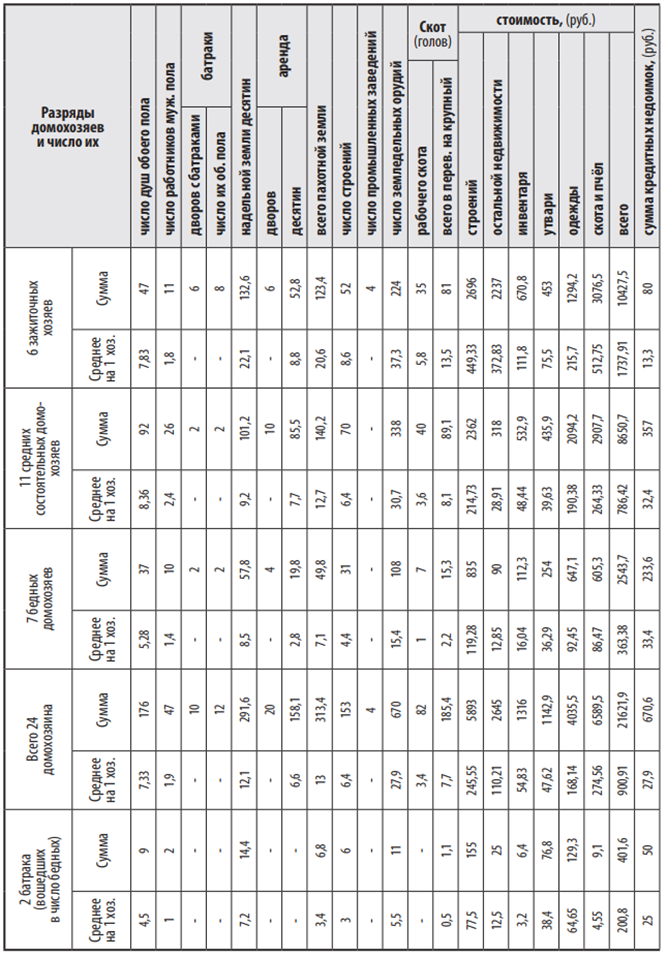 Разряды домохозяев и число их
число душ обоего пола
число работников муж. пола
батраки
дворов с батраками
число их об. пола
надельной земли десятин
аренда
дворов
десятин
всего пахотной земли
число строений
число промышленных заведений
число земледельных орудий
Скот (голов)
рабочего скота
всего в перев. на крупный
стоимость, (руб.)
строений
остальной недвижимости
инвентаря
утвари
одежды
скота и пчёл
всего
сумма кредитных недоимок, (руб.)
6 зажиточных хозяев
Сумма 47 11 6 8 132,6 6 52,8 123,4 52 4 224 35 81 2696 2237 670,8 453 1294,2 3076,5 10427,5 80
Среднее на 1 хоз. 7,83 1,8 - - 22,1 - 8,8 20,6 8,6 - 37,3 5,8 13,5 449,33 372,83 111,8 75,5 215,7 512,75 1737,91 13,3
11 средних состоятельных домо-
хозяев
Сумма 92 26 2 2 101,2 10 85,5 140,2 70 - 338 40 89,1 2362 318 532,9 435,9 2094,2 2907,7 8650,7 357
Среднее на 1 хоз. 8,36 2,4 - - 9,2 - 7,7 12,7 6,4 - 30,7 3,6 8,1 214,73 28,91 48,44 39,63 190,38 264,33 786,42 32,4
7 бедных домохозяев
Сумма 37 10 2 2 57,8 4 19,8 49,8 31 - 108 7 15,3 835 90 112,3 254 647,1 605,3 2543,7 233,6
Среднее на 1 хоз. 5,28 1,4 - - 8,5 - 2,8 7,1 4,4 - 15,4 1 2,2 119,28 12,85 16,04 36,29 92,45 86,47 363,38 33,4
Всего 24 домохозяина
Сумма 176 47 10 12 291,6 20 158,1 313,4 153 4 670 82 185,4 5893 2645 1316 1142,9 4035,5 6589,5 21621,9 670,6
Среднее на 1 хоз. 7,33 1,9 - - 12,1 - 6,6 13 6,4 - 27,9 3,4 7,7 245,55 110,21 54,83 47,62 168,14 274,56 900,91 27,9
2 батрака (вошедших в число бедных)
Сумма 9 2 - - 14,4 - - 6,8 6 - 11 - 1,1 155 25 6,4 76,8 129,3 9,1 401,6 50
Среднее на 1 хоз. 4,5 1 - - 7,2 - - 3,4 3 - 5,5 - 0,5 77,5 12,5 3,2 38,4 64,65 4,55 200,8 25